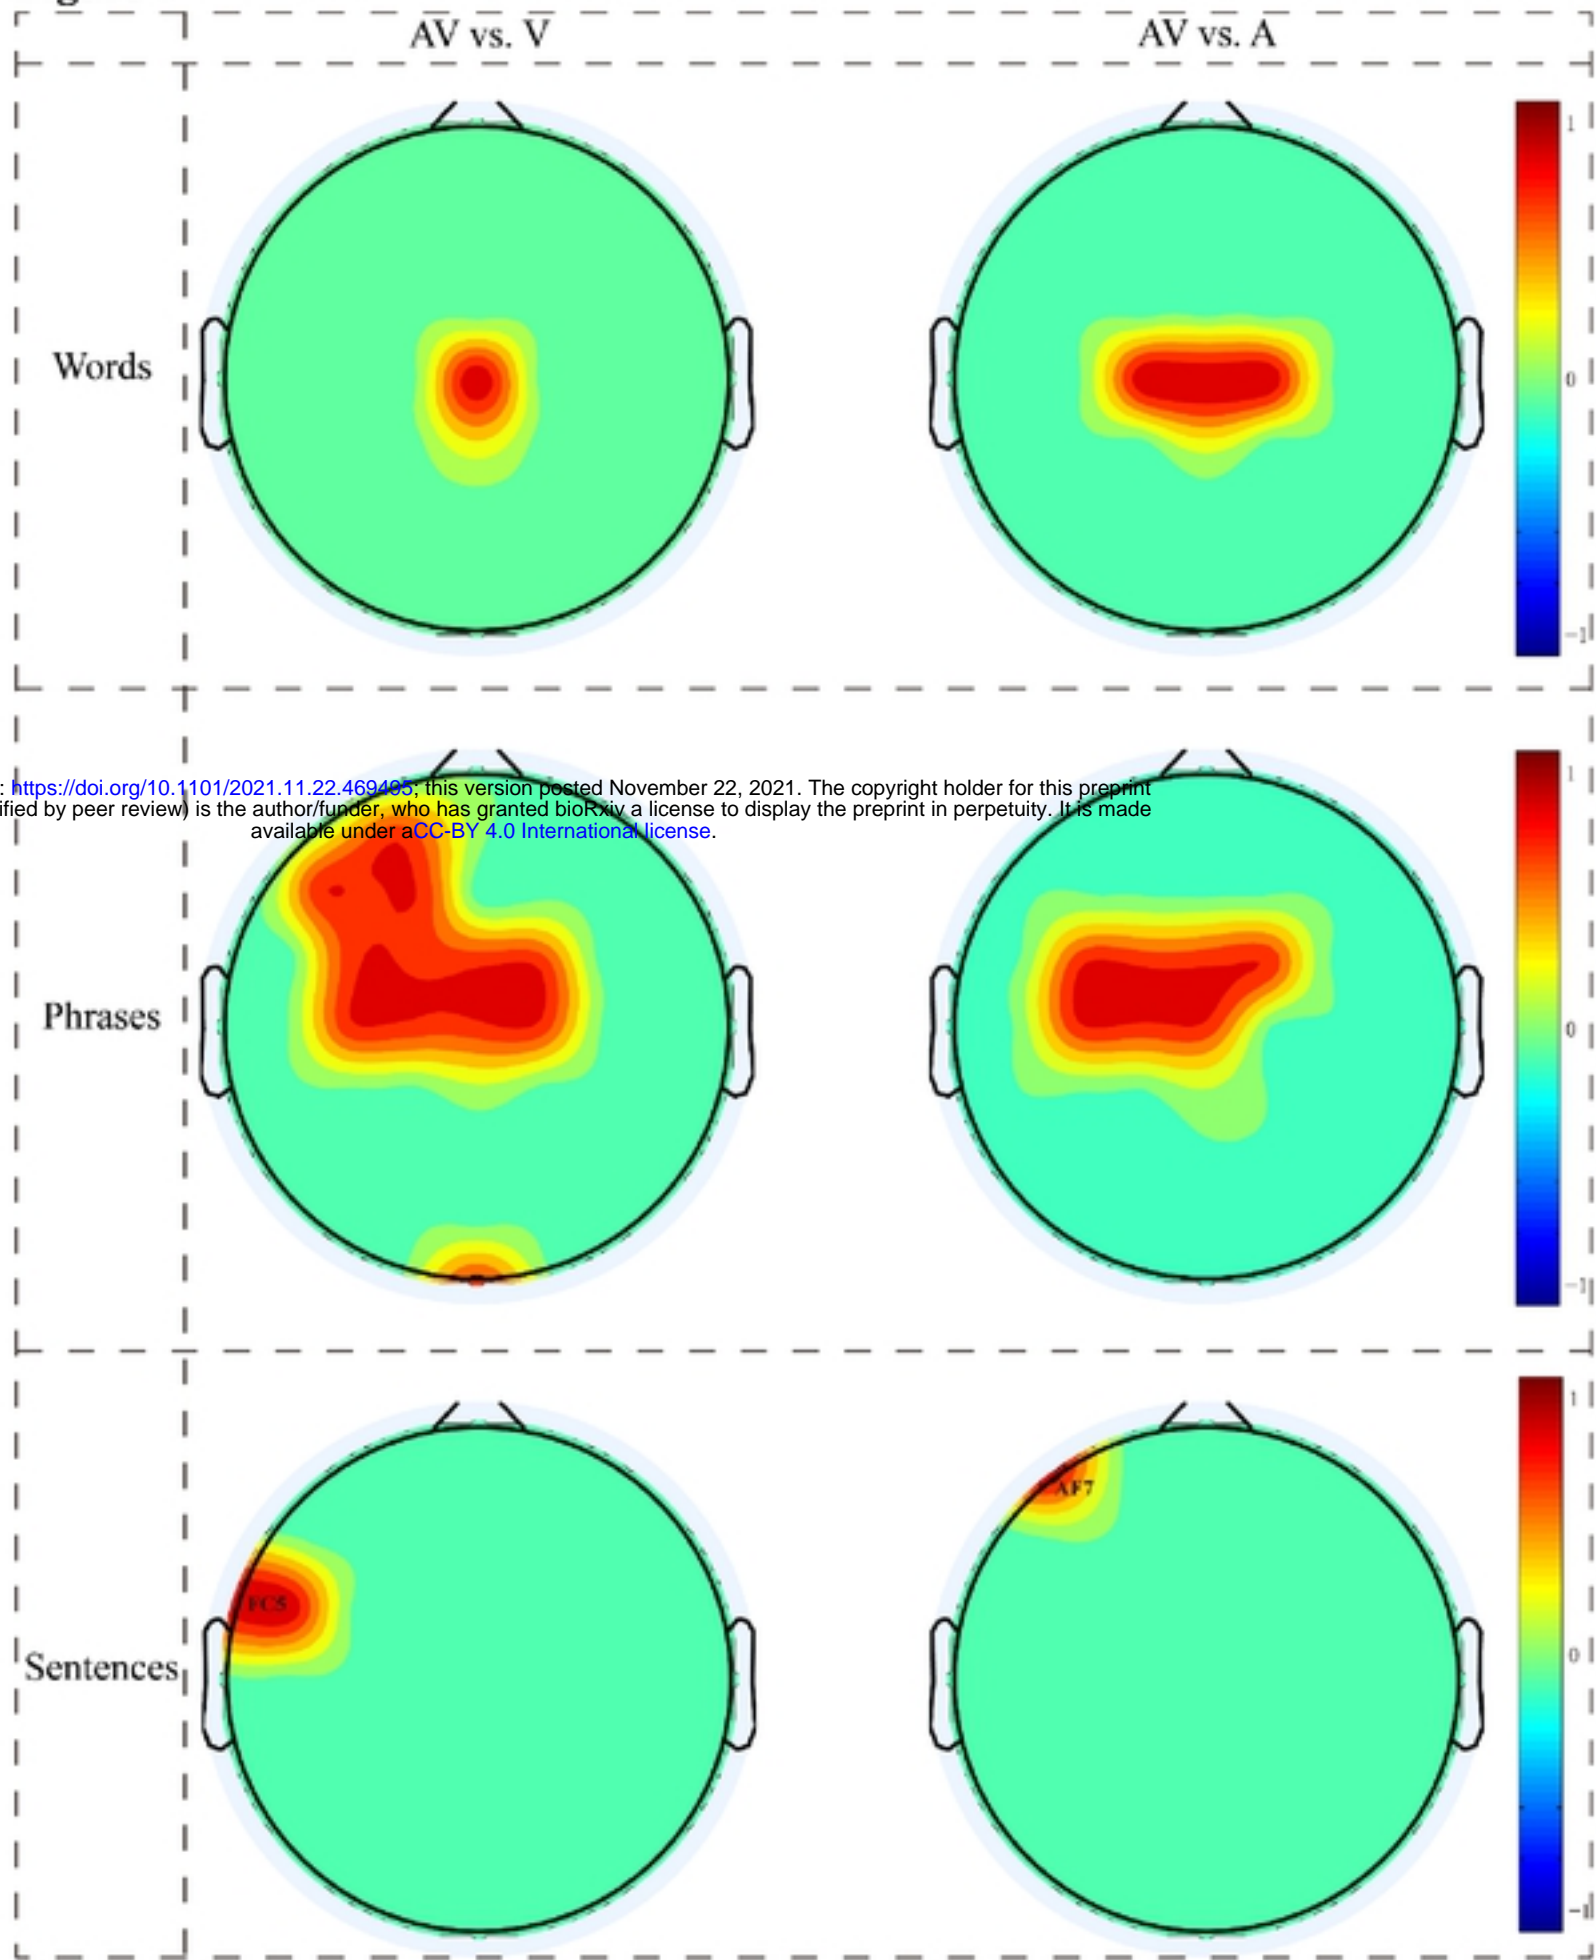 AV vs. V
AV vs. A
1
Words
0
-1
: https://doi.org/10.1101/2021.11.22.469495; this version posted November 22, 2021. The copyright holder for this preprint
ified by peer review) is the author/funder, who has granted bioRxiv a license to display the preprint in perpetuity. It is made
available under aCC-BY 4.0 International license.
1
Phrases
0
-1
1
AF7
FC5
Sentences
0
-1